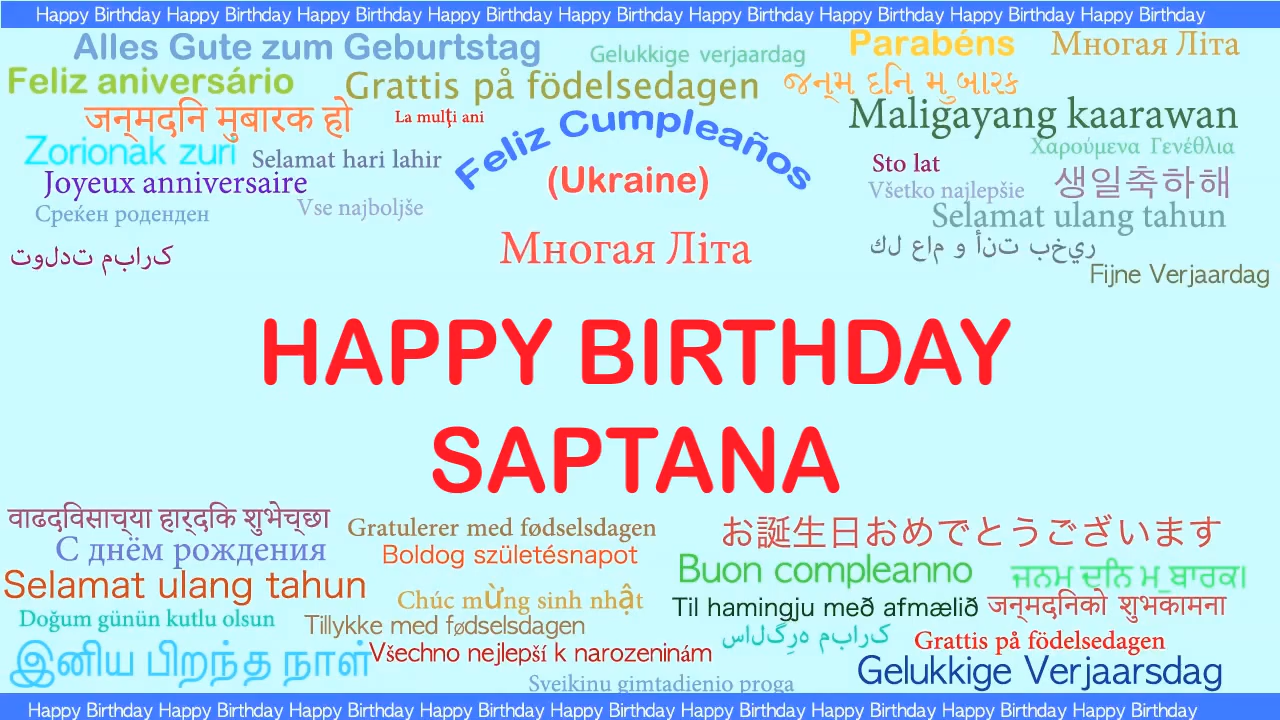 Happy Birthday Happy Birthday Happy Birthday Happy Birthday Happy Birthday Happy Birthday Happy Birthday Happy Birthday Happy Birthday
Alles Gute zum Geburtstag
Gelukkige verjaardag
Parabéns
Многая Літа
Feliz aniversário
Grattis på födelsedagen
જન્મ દિન મુબારક
जन्मदिन मुबारक हो
La mulţi ani
Feliz Cumpleaños
Maligayang kaarawan
Zorionak zuri
Selamat hari lahir
(Ukraine)
Sto lat
Χαρούμενα Γενέθλια
Joyeux anniversaire
Všetko najlepšie
생일축하해
Среќен роденден
Vse najboljše
Selamat ulang tahun
تولدت مبارک
Многая Літа
كل عام و أنت بخير
Fijne Verjaardag
HAPPY BIRTHDAY
SAPTANA
वाढदिवसाच्या हार्दिक शुभेच्छा
Gratulerer med fødselsdagen
お誕生日おめでとうございます
С днём рождения
Boldog születésnapot
Selamat ulang tahun
Buon compleanno
ਜਨਮ ਦਿਨ ਮੁਬਾਰਕ।
Chúc mừng sinh nhật
Til hamingju með afmælið
जन्मदिनको शुभकामना
Doğum günün kutlu olsun
Tillykke med fødselsdagen
سالگرہ مبارک
Grattis på födelsedagen
இனிய பிறந்த நாள்
Všechno nejlepší k narozeninám
Gelukkige Verjaarsdag
Sveikinu gimtadienio proga
Happy Birthday Happy Birthday Happy Birthday Happy Birthday Happy Birthday Happy Birthday Happy Birthday Happy Birthday Happy Birthday